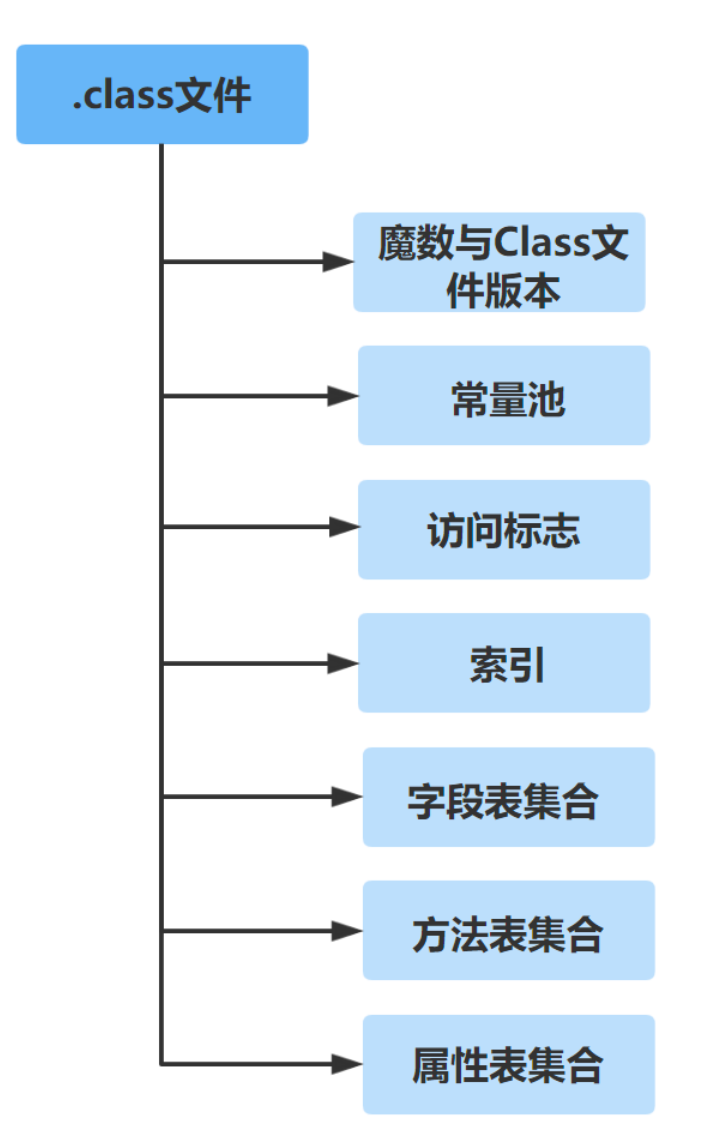 .class文件
魔数与Class文
件版本
常量池
访问标志
索引
字段表集合
方法表集合
属性表集合